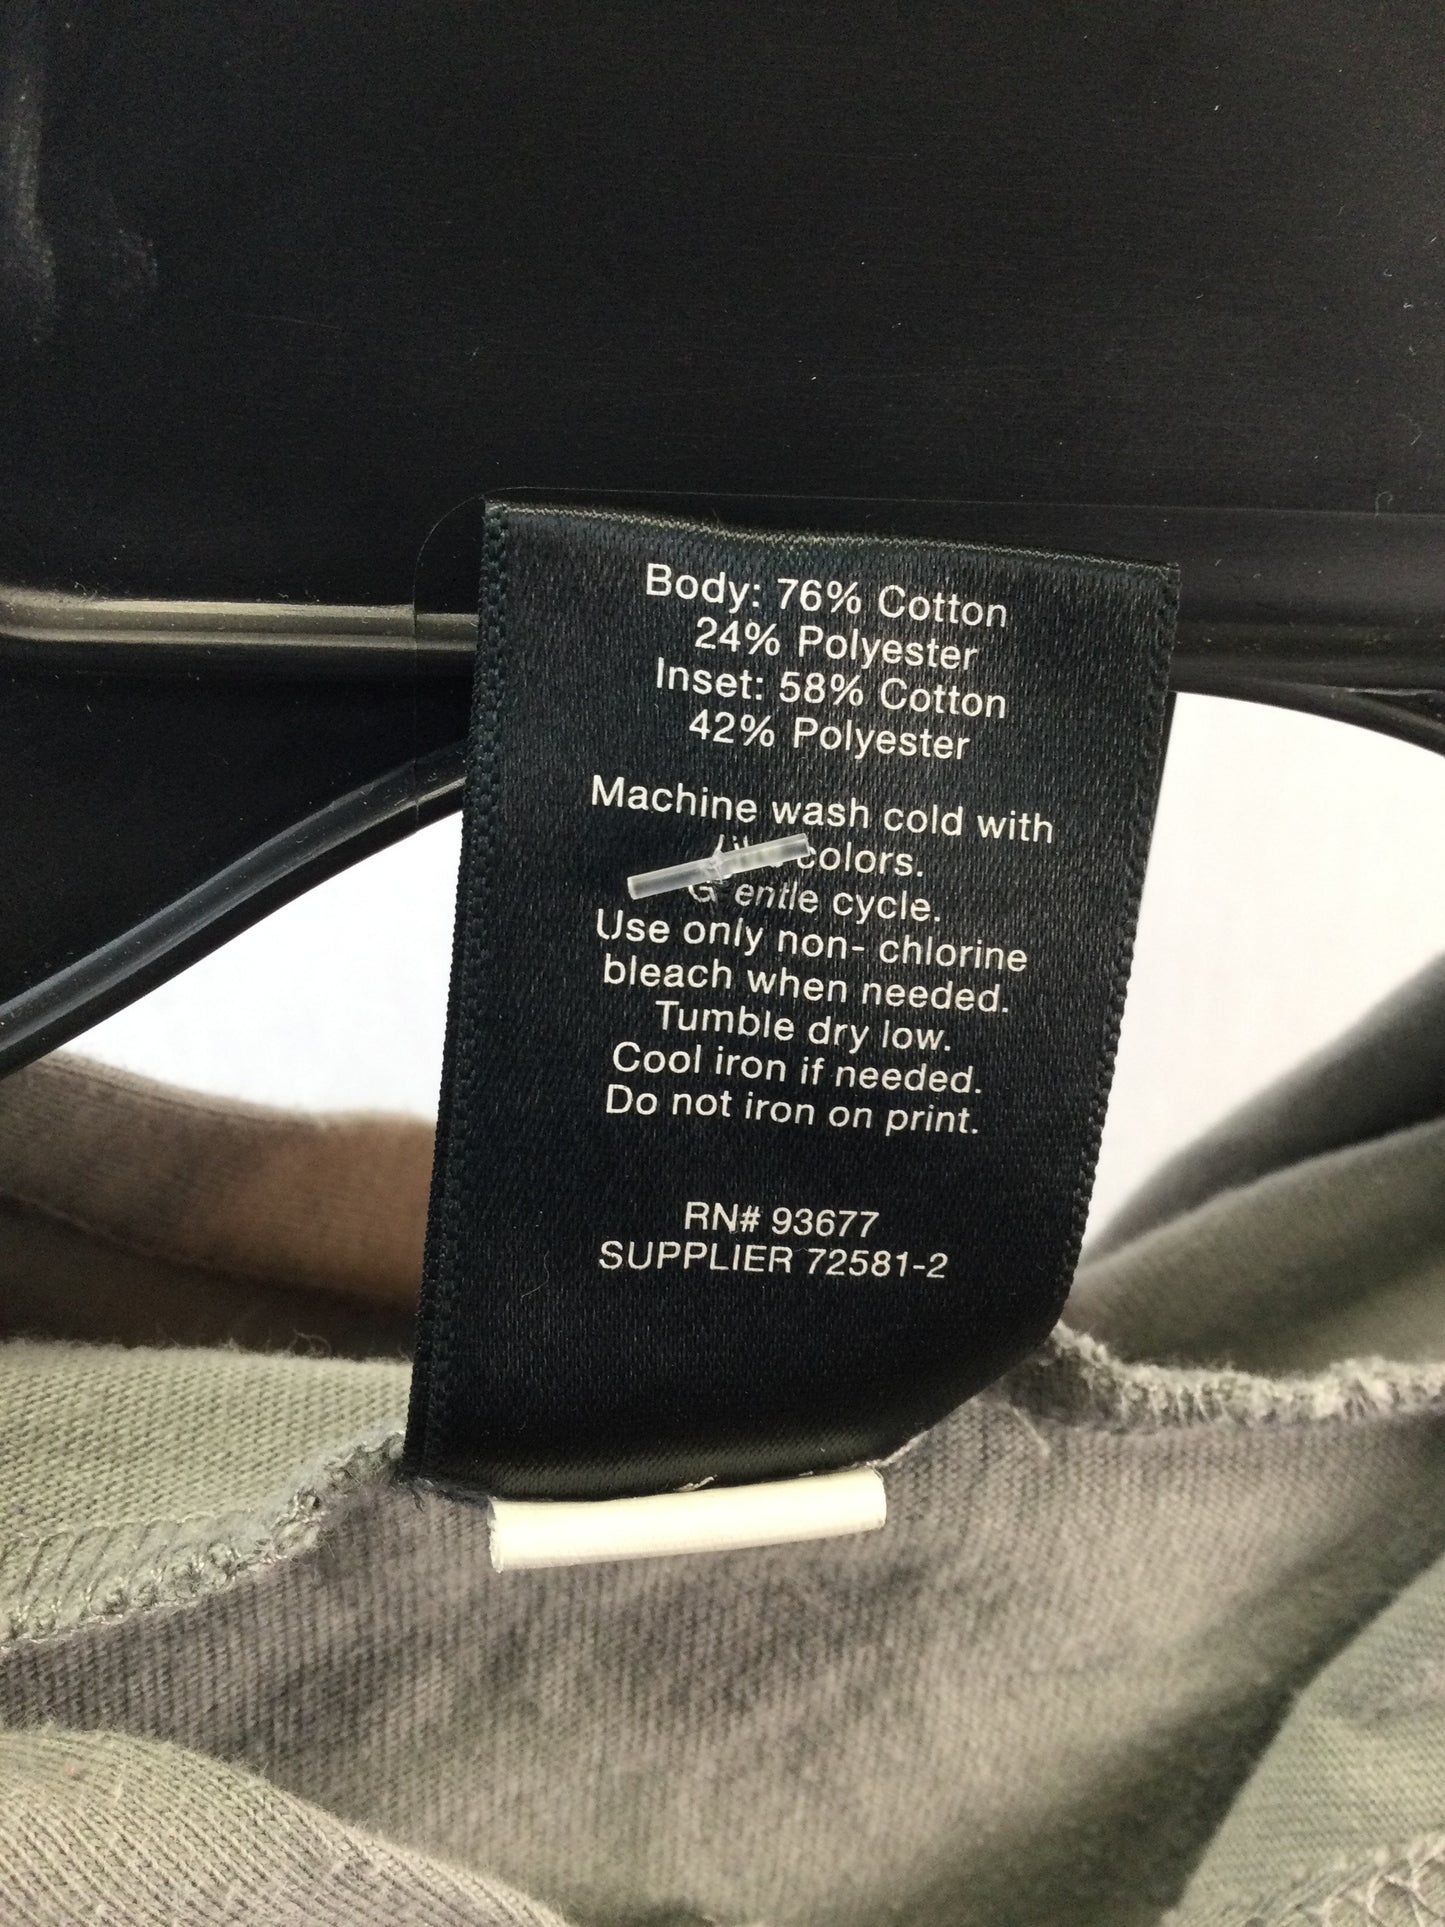 Body: 76% Cotton
24% Polyester
Inset: 58% Cotton
42% Polyester
Machine wash cold with
colors.
Gentle cycle.
Use only non- chlorine
bleach when needed.
Tumble dry low.
Cool iron if needed.
Do not iron on print.
RN# 93677
SUPPLIER 72581-2